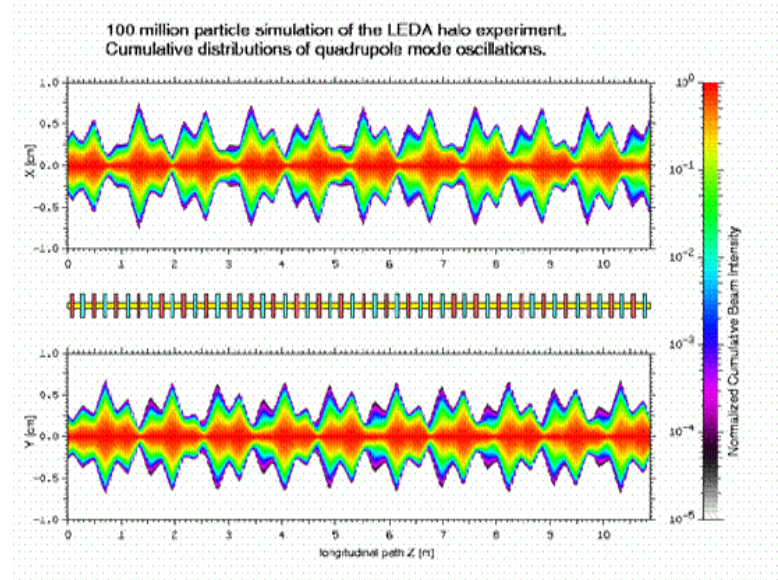 100 million particle simulation of the LEDA halo experiment.
Cumulative distributions of quadrupole mode oscillations.
1.0
0.5
0.0
−0.5
−1.0
X [cm]
0 1 2 3 4 5 6 7 8 9 10
1.0
0.5
0.0
−0.5
−1.0
Y [cm]
0 1 2 3 4 5 6 7 8 9 10
longitudinal path Z [m]
10⁰
10⁻¹
10⁻²
10⁻³
10⁻⁴
10⁻⁵
Normalized Cumulative Beam Intensity